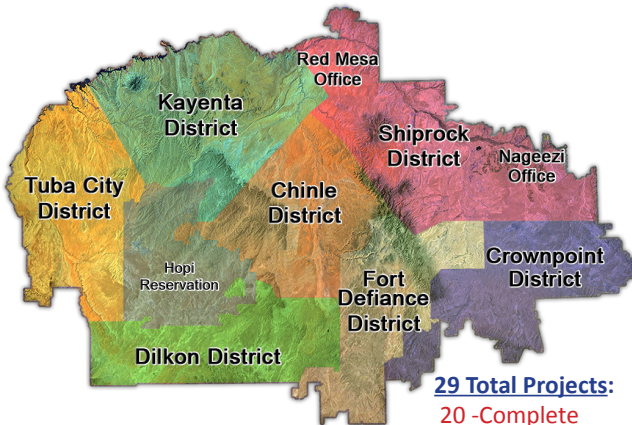 Red Mesa
Office
Kayenta
District
Shiprock
District
Nageezi
Office
Tuba City
District
Chinle
District
Hopi
Reservation
Crownpoint
District
Fort
Defiance
District
Dilkon District
29 Total Projects:
20 -Complete